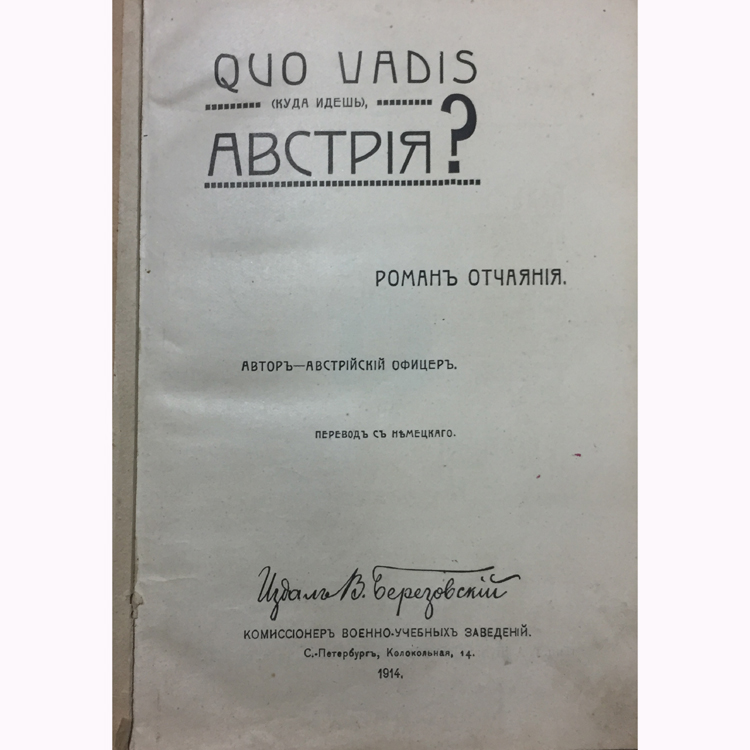 QUO VADIS
(КУДА ИДЕШЬ),
АВСТРІЯ?
РОМАНЪ ОТЧАЯНІЯ.
АВТОРЪ—АВСТРІЙСКІЙ ОФИЦЕРЪ.
ПЕРЕВОДЪ СЪ НѢМЕЦКАГО.
Издалъ В. Березовскій
КОМИССІОНЕРЪ ВОЕННО-УЧЕБНЫХЪ ЗАВЕДЕНІЙ.
С.-Петербургъ, Колокольная, 14.
1914.